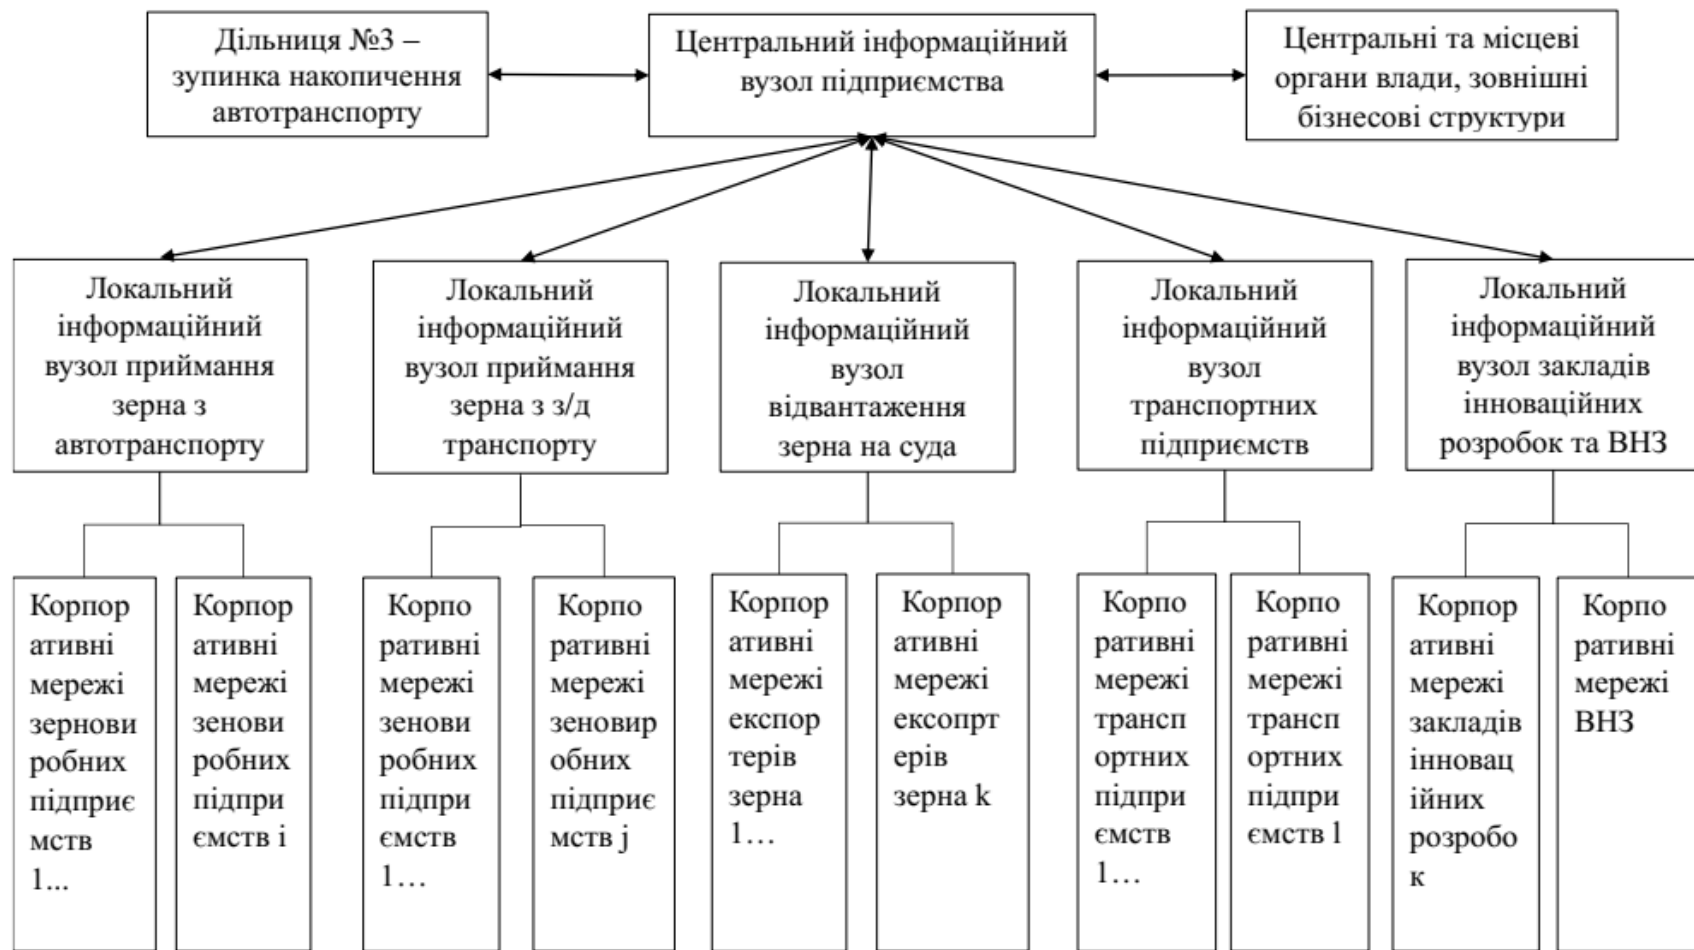 Дільниця №3 –
зупинка накопичення
автотранспорту
Центральний інформаційний
вузол підприємства
Центральні та місцеві
органи влади, зовнішні
бізнесові структури
Локальний
інформаційний
вузол приймання
зерна з
автотранспорту
Локальний
інформаційний
вузол приймання
зерна з з/д
транспорту
Локальний
інформаційний
вузол
відвантаження
зерна на суда
Локальний
інформаційний
вузол
транспортних
підприємств
Локальний
інформаційний
вузол закладів
інноваційних
розробок та ВНЗ
Корпор
ативні
мережі
зернови
робних
підприє
мств
1...
Корпор
ативні
мережі
зенови
робних
підпри
ємств і
Корпо
ративні
мережі
зенови
робних
підпри
ємств
1…
Корпо
ративні
мережі
зеновир
обних
підприє
мств j
Корпор
ативні
мережі
експор
терів
зерна
1…
Корпор
ативні
мережі
ексопрт
ерів
зерна k
Корпо
ративні
мережі
трансп
ортних
підпри
ємств
1…
Корпо
ративні
мережі
трансп
ортних
підпри
ємств l
Корпор
ативні
мережі
закладів
інновац
ійних
розробо
к
Корпо
ративні
мережі
ВНЗ